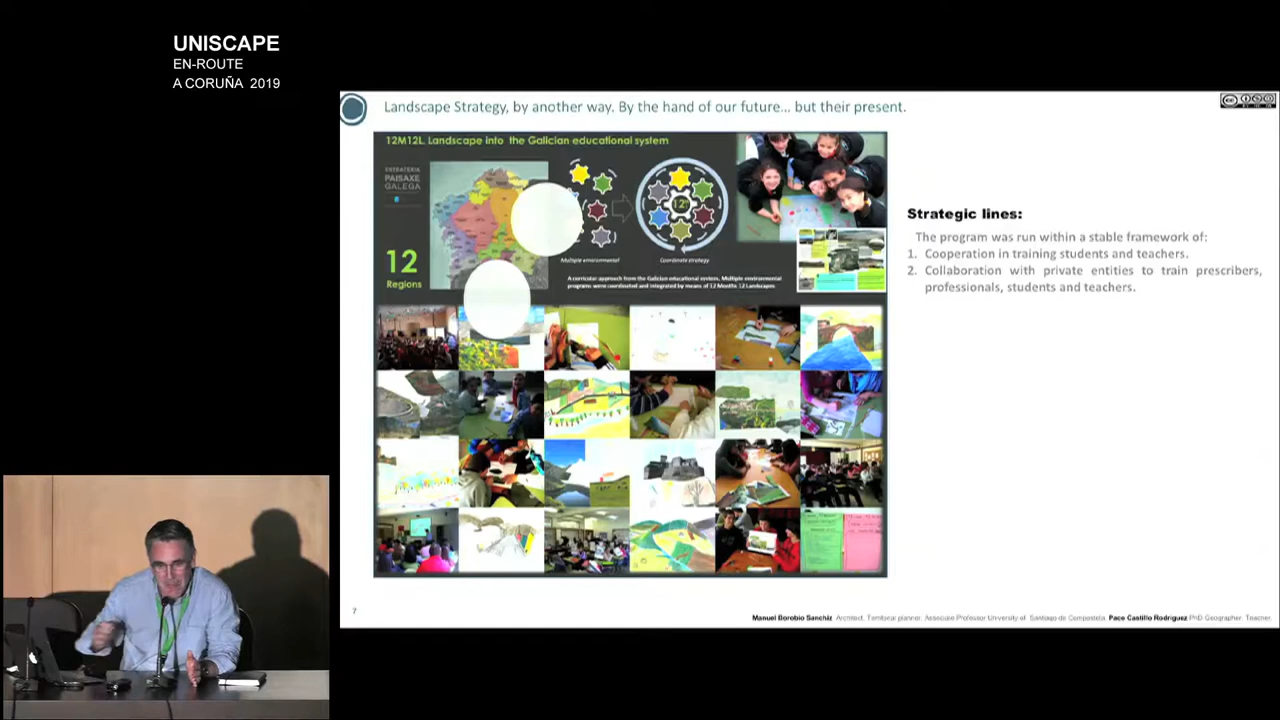 UNISCAPE
EN-ROUTE
A CORUÑA 2019
Landscape Strategy, by another way. By the hand of our future... but their present.
12M12L. Landscape into the Galician educational system
ESTRATEXIA
PAISAXE
GALEGA
12
Regions
12
Multiple environmental
Coordinate strategy
A curricular approach from the Galician educational system, Multiple environmental
programs were coordinated and integrated by means of 12 Months 12 Landscapes
Strategic lines:
The program was run within a stable framework of:
1. Cooperation in training students and teachers.
2. Collaboration with private entities to train prescribers,
professionals, students and teachers.
7
Manuel Borobio Sanchiz Architect. Territorial planner. Associate Professor University of Santiago de Compostela Paco Castillo Rodríguez PhD Geographer. Teacher.